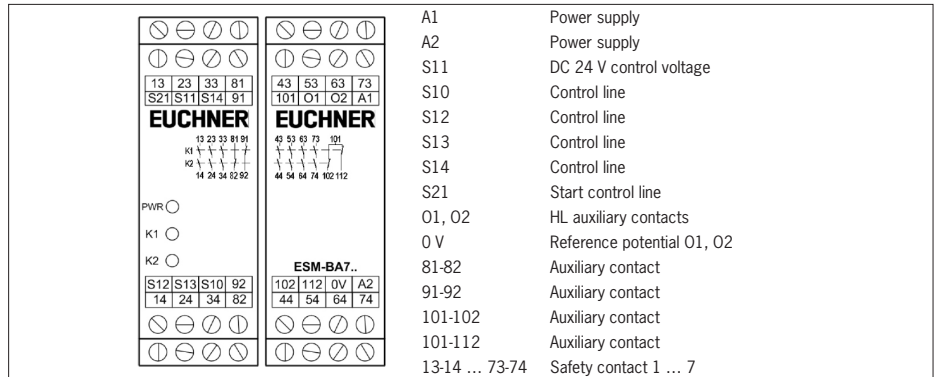 13 23 33 81
S21 S11 S14 91
EUCHNER
13 23 33 81 91
K1
K2
14 24 34 82 92
PWR
K1
K2
S12 S13 S10 92
14 24 34 82
43 53 63 73
101 O1 O2 A1
EUCHNER
43 53 63 73 101
44 54 64 74 102 112
ESM-BA7..
102 112 0V A2
44 54 64 74
A1 Power supply
A2 Power supply
S11 DC 24 V control voltage
S10 Control line
S12 Control line
S13 Control line
S14 Control line
S21 Start control line
O1, O2 HL auxiliary contacts
0 V Reference potential O1, O2
81-82 Auxiliary contact
91-92 Auxiliary contact
101-102 Auxiliary contact
101-112 Auxiliary contact
13-14 … 73-74 Safety contact 1 … 7